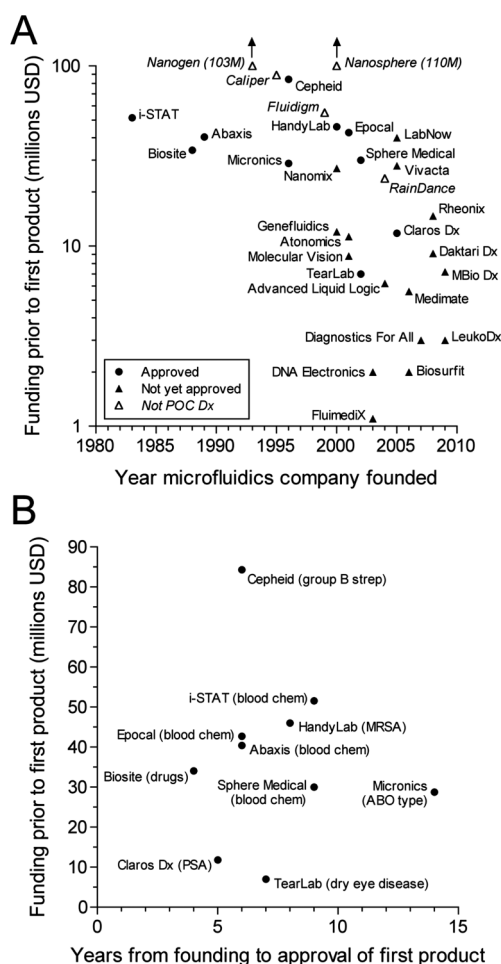 A
Funding prior to first product (millions USD)
100
10
1
Nanogen (103M)
Nanosphere (110M)
Caliper
Cepheid
i-STAT
Fluidigm
HandyLab
Epocal
Abaxis
LabNow
Biosite
Micronics
Sphere Medical
Nanomix
Vivacta
RainDance
Rheonix
Genefluidics
Claros Dx
Atonomics
Molecular Vision
Daktari Dx
TearLab
MBio Dx
Advanced Liquid Logic
Medimate
Diagnostics For All
LeukoDx
DNA Electronics
Biosurfit
FluimediX
Approved
Not yet approved
Not POC Dx
1980 1985 1990 1995 2000 2005 2010
Year microfluidics company founded
B
Funding prior to first product (millions USD)
90
80
70
60
50
40
30
20
10
0
Cepheid (group B strep)
i-STAT (blood chem)
HandyLab (MRSA)
Epocal (blood chem)
Abaxis (blood chem)
Biosite (drugs)
Sphere Medical
(blood chem)
Micronics
(ABO type)
Claros Dx (PSA)
TearLab (dry eye disease)
0 5 10 15
Years from founding to approval of first product